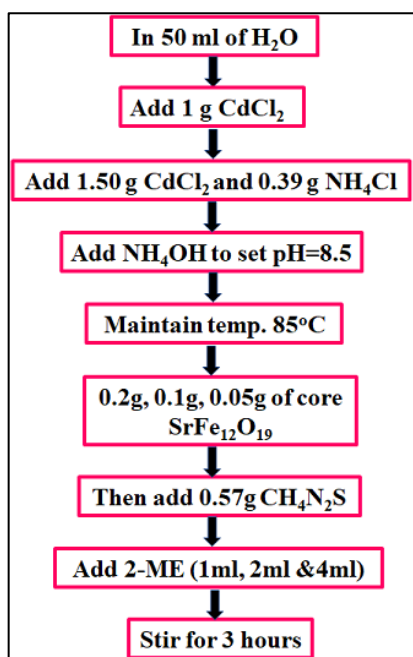 In 50 ml of H₂O
Add 1 g CdCl₂
Add 1.50 g CdCl₂ and 0.39 g NH₄Cl
Add NH₄OH to set pH=8.5
Maintain temp. 85°C
0.2g, 0.1g, 0.05g of core
SrFe₁₂O₁₉
Then add 0.57g CH₄N₂S
Add 2-ME (1ml, 2ml &4ml)
Stir for 3 hours